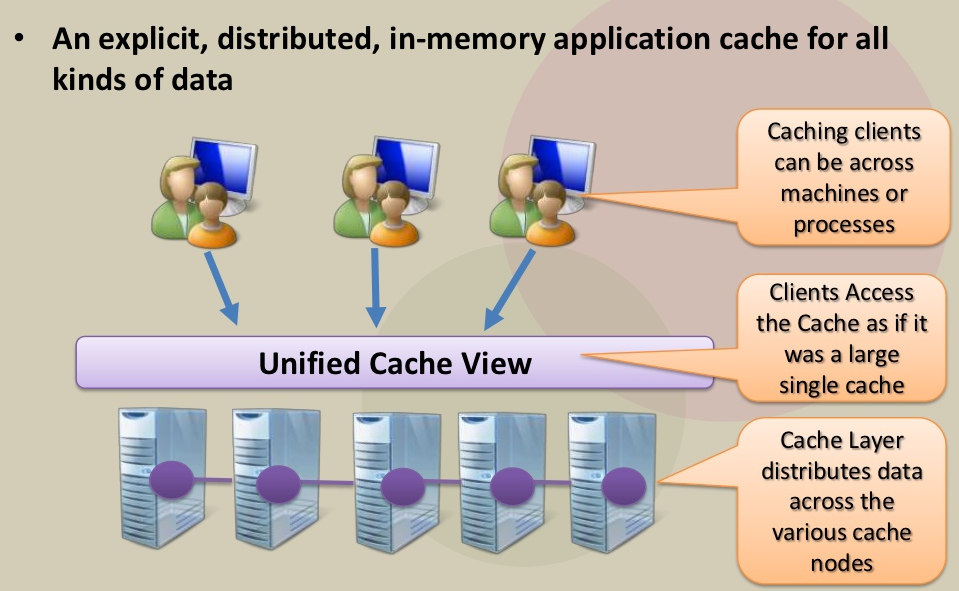 • An explicit, distributed, in-memory application cache for all
kinds of data
Caching clients
can be across
machines or
processes
Clients Access
the Cache as if it
was a large
single cache
Unified Cache View
Cache Layer
distributes data
across the
various cache
nodes